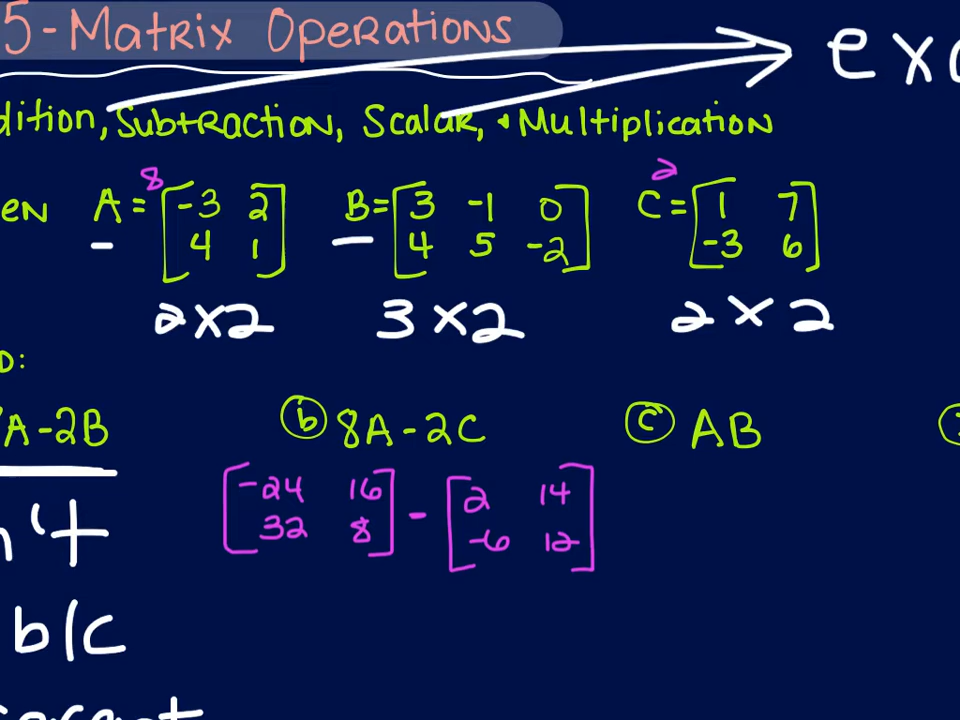 5-Matrix Operations
exa
dition, Subtraction, Scalar, + Multiplication
en A = 8 [-3 2 B = [3 -1 0] C = 2 [1 7]
4 1] [4 5 -2] [-3 6]
2x2 3x2 2x2
D:
A-2B (b) 8A-2C (c) AB
[-24 16] - [2 14]
[32 8] [-6 12]
n't
b/c